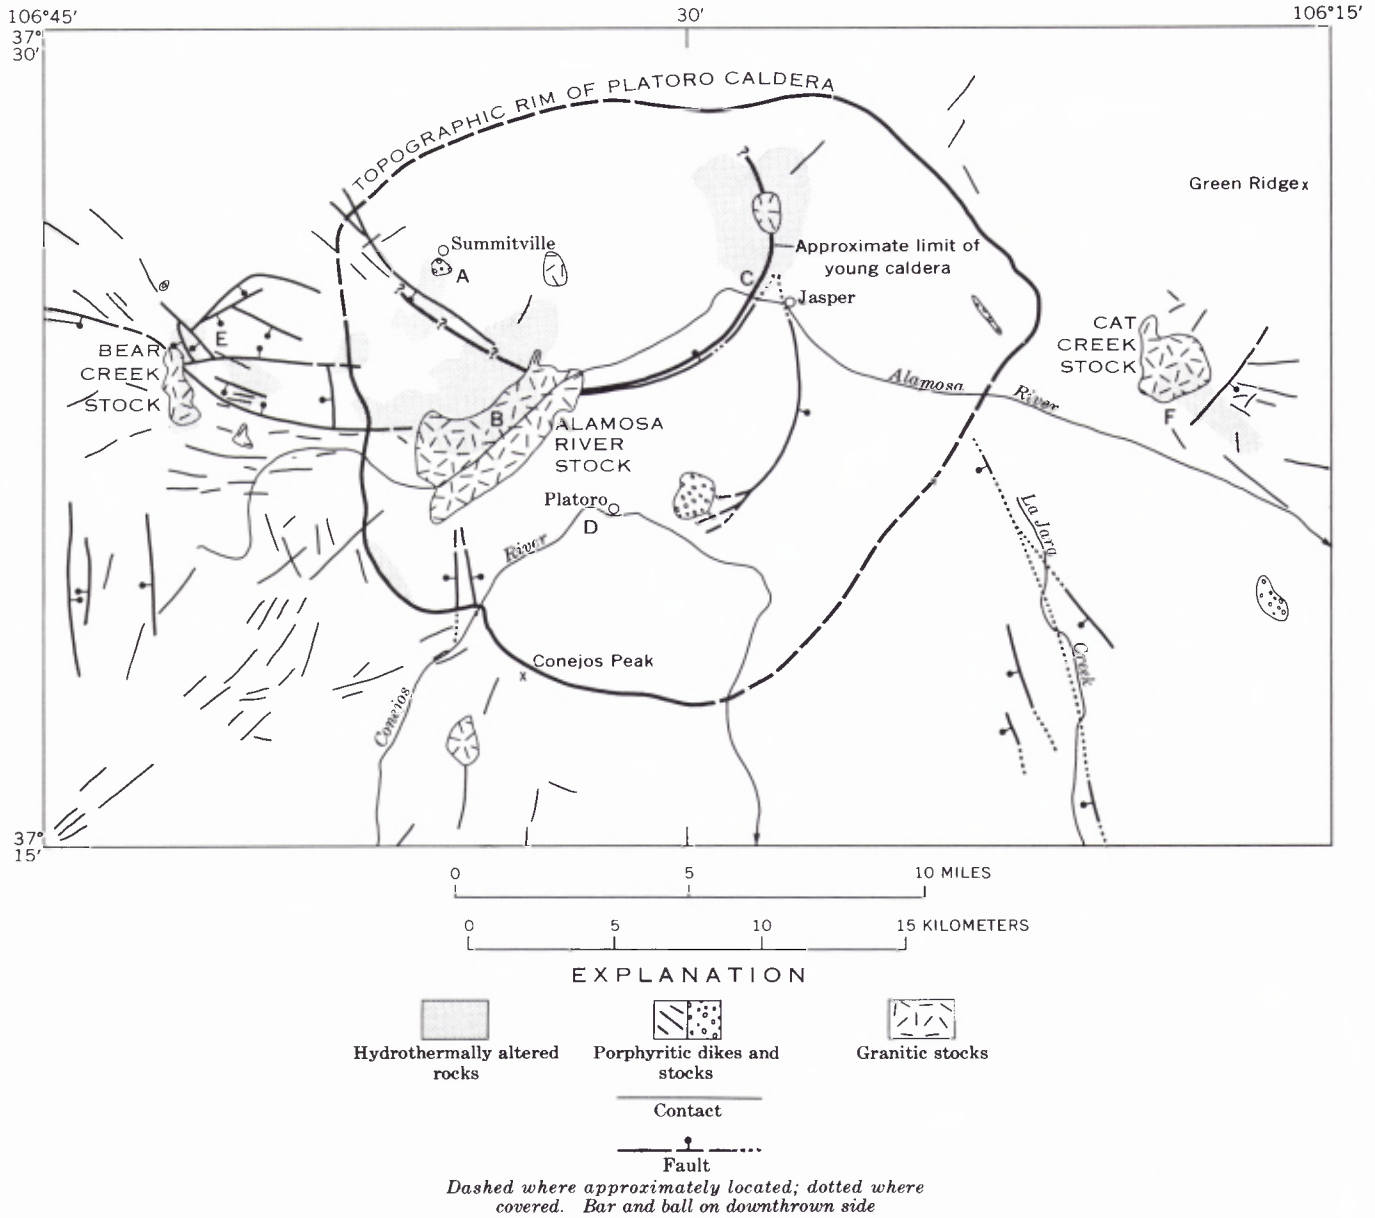 106°45'
30'
106°15'
37°
30'
TOPOGRAPHIC RIM OF PLATORO CALDERA
?
Green Ridge x
Summitville
A
Approximate limit of
young caldera
C
Jasper
?
?
?
E
BEAR
CREEK
STOCK
CAT
CREEK
STOCK
Alamosa
River
B
F
ALAMOSA
RIVER
STOCK
Platoro
D
River
La Jara
Creek
Conejos Peak
x
Conejos
37°
15'
0 5 10 MILES
0 5 10 15 KILOMETERS
EXPLANATION
Hydrothermally altered
rocks
Porphyritic dikes and
stocks
Granitic stocks
Contact
Fault
Dashed where approximately located; dotted where
covered. Bar and ball on downthrown side